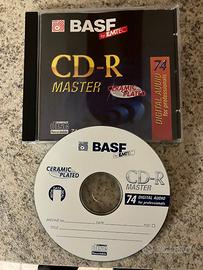 BASF
by EMTEC
CD-R
MASTER
CERAMIC
PLATED
74
DIGITAL AUDIO
for professionals
BASF
by EMTEC
CERAMIC
PLATED
CD-R
MASTER
74 DIGITAL AUDIO
for professionals